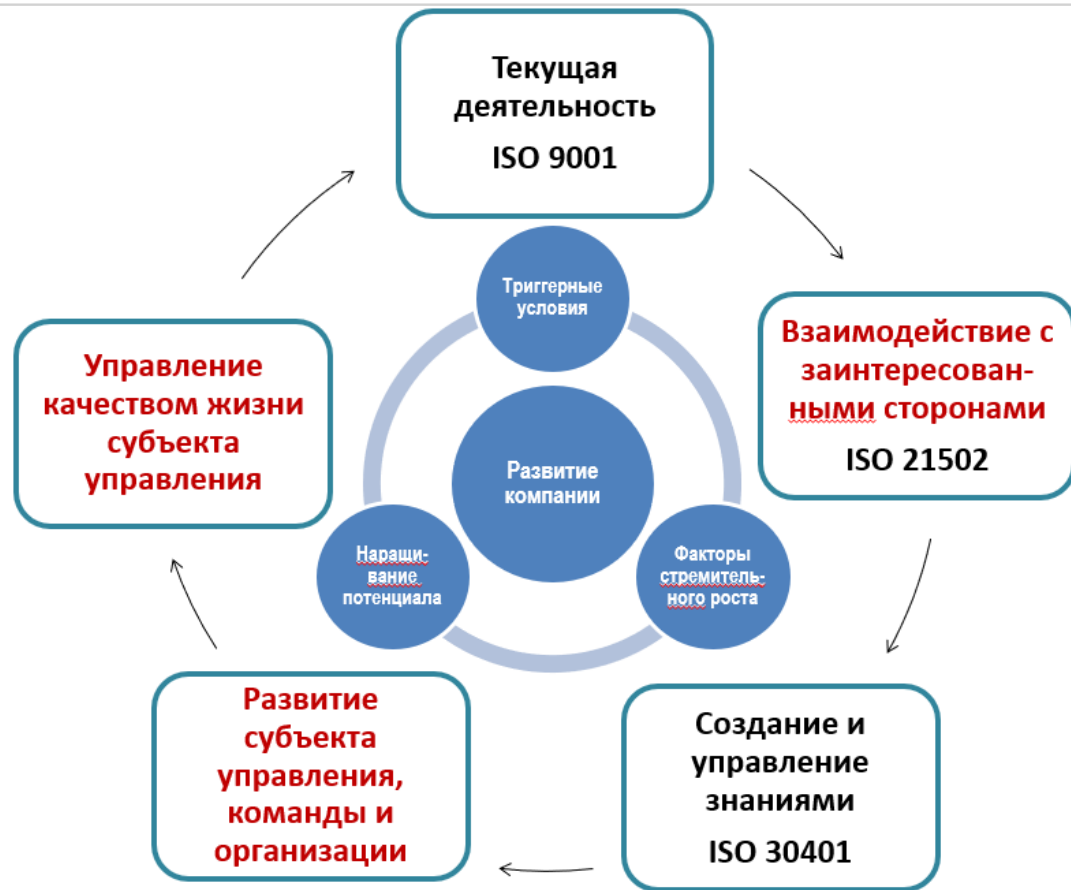 Текущая
деятельность
ISO 9001
Триггерные
условия
Взаимодействие с
заинтересован-
ными сторонами
ISO 21502
Управление
качеством жизни
субъекта
управления
Развитие
компании
Наращи-
вание
потенциала
Факторы
стремитель-
ного роста
Развитие
субъекта
управления,
команды и
организации
Создание и
управление
знаниями
ISO 30401